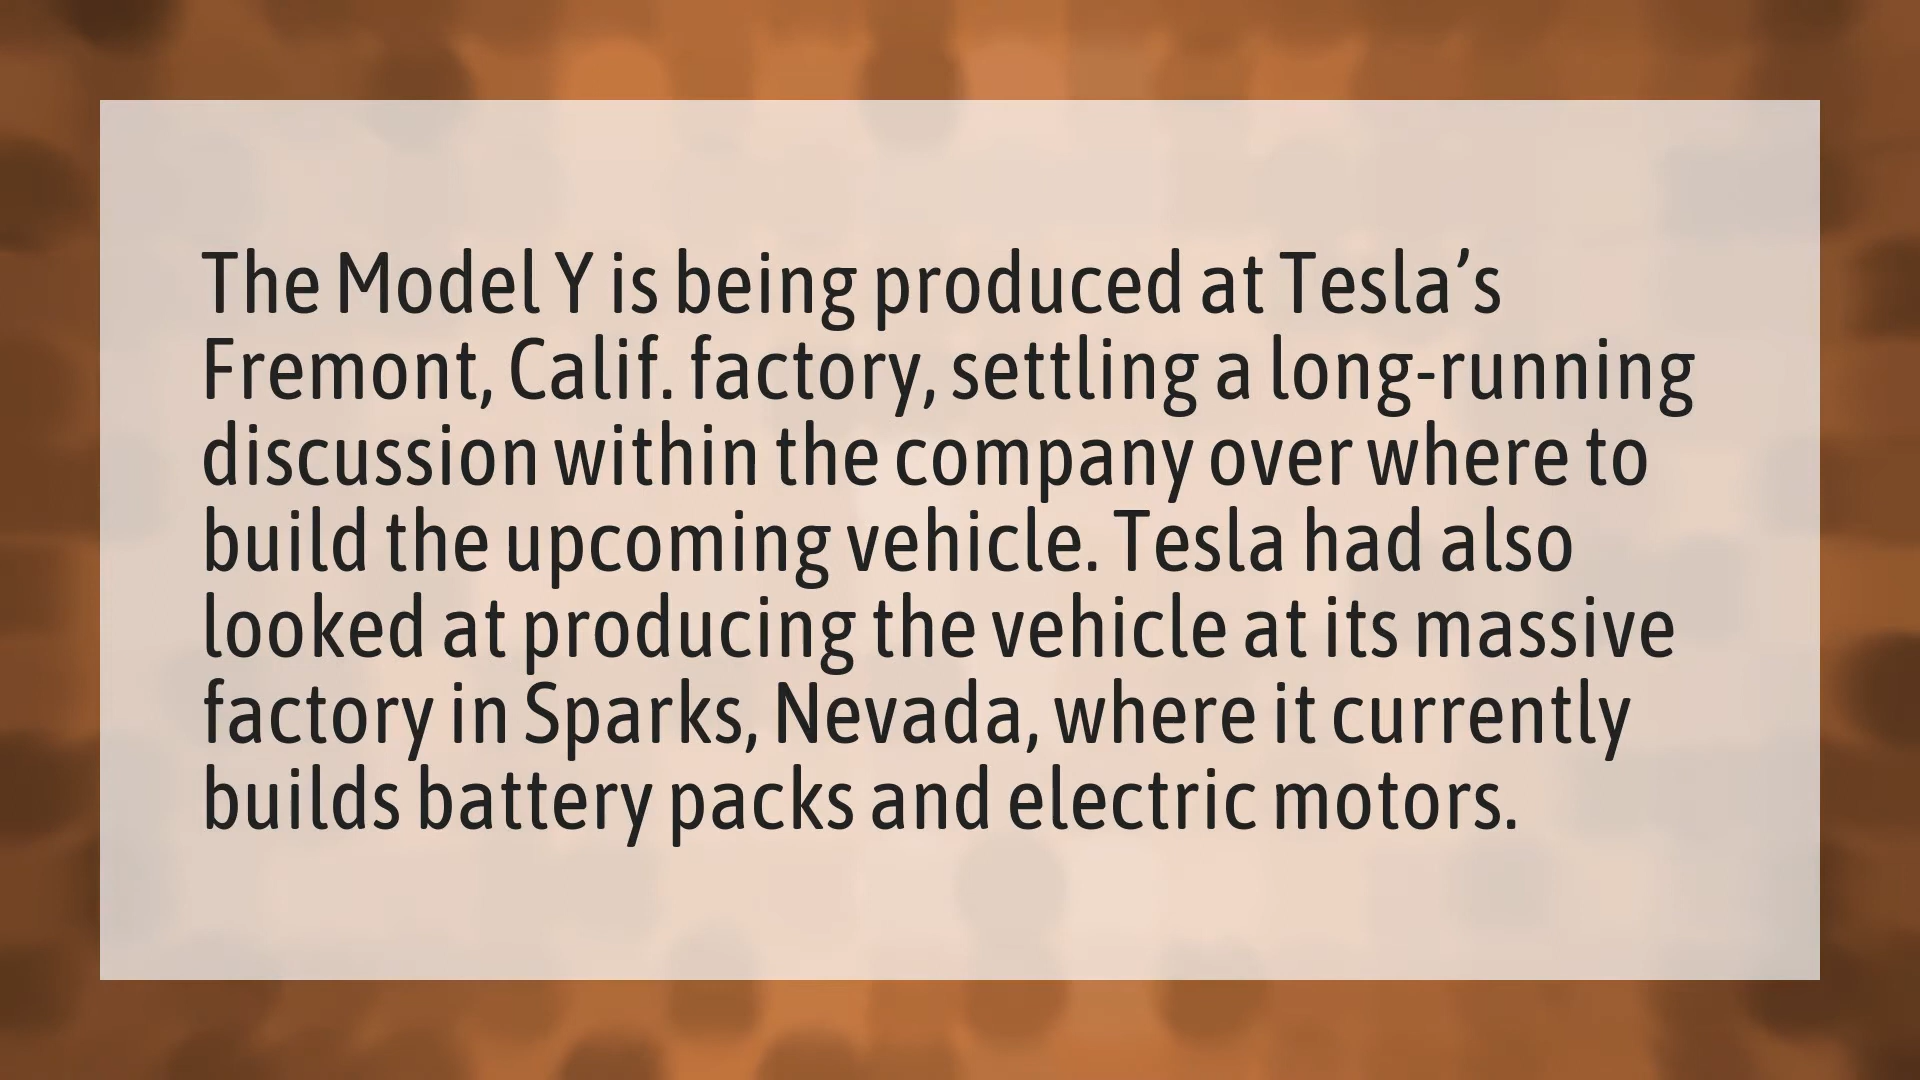 The Model Y is being produced at Tesla’s
Fremont, Calif. factory, settling a long-running
discussion within the company over where to
build the upcoming vehicle. Tesla had also
looked at producing the vehicle at its massive
factory in Sparks, Nevada, where it currently
builds battery packs and electric motors.